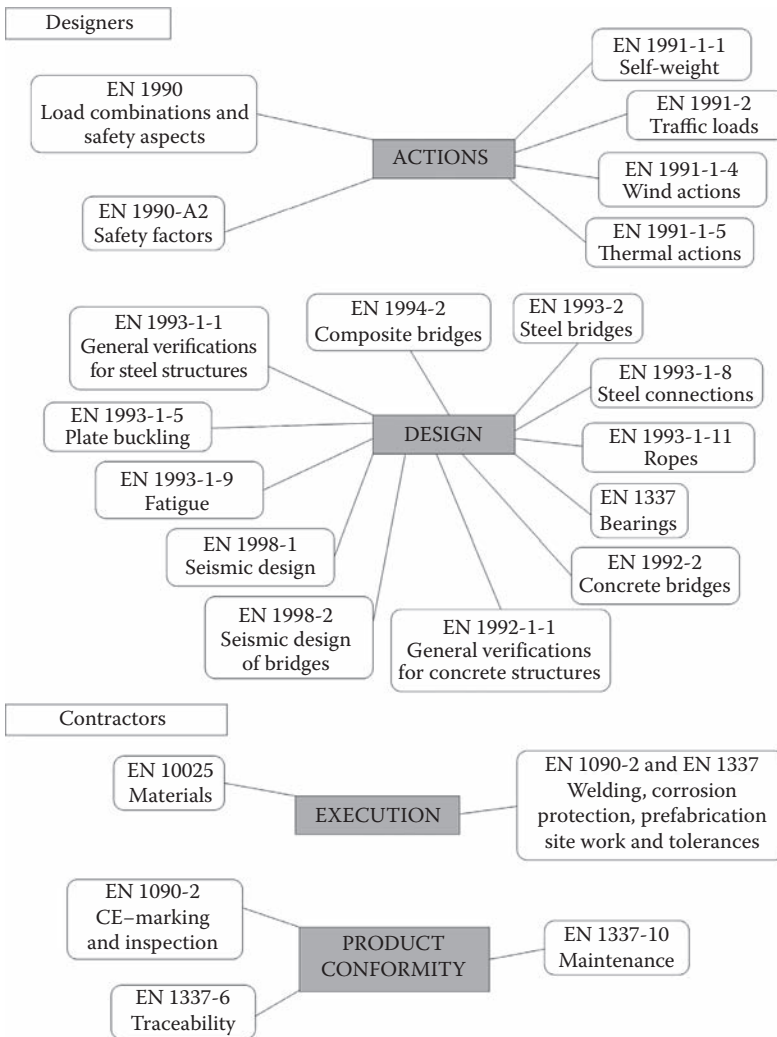 Designers
EN 1990
Load combinations and
safety aspects
EN 1990-A2
Safety factors
ACTIONS
EN 1991-1-1
Self-weight
EN 1991-2
Traffic loads
EN 1991-1-4
Wind actions
EN 1991-1-5
Thermal actions
EN 1993-1-1
General verifications
for steel structures
EN 1994-2
Composite bridges
EN 1993-2
Steel bridges
EN 1993-1-5
Plate buckling
DESIGN
EN 1993-1-8
Steel connections
EN 1993-1-9
Fatigue
EN 1993-1-11
Ropes
EN 1337
Bearings
EN 1998-1
Seismic design
EN 1992-2
Concrete bridges
EN 1998-2
Seismic design
of bridges
EN 1992-1-1
General verifications
for concrete structures
Contractors
EN 10025
Materials
EXECUTION
EN 1090-2 and EN 1337
Welding, corrosion
protection, prefabrication
site work and tolerances
EN 1090-2
CE–marking
and inspection
PRODUCT
CONFORMITY
EN 1337-10
Maintenance
EN 1337-6
Traceability